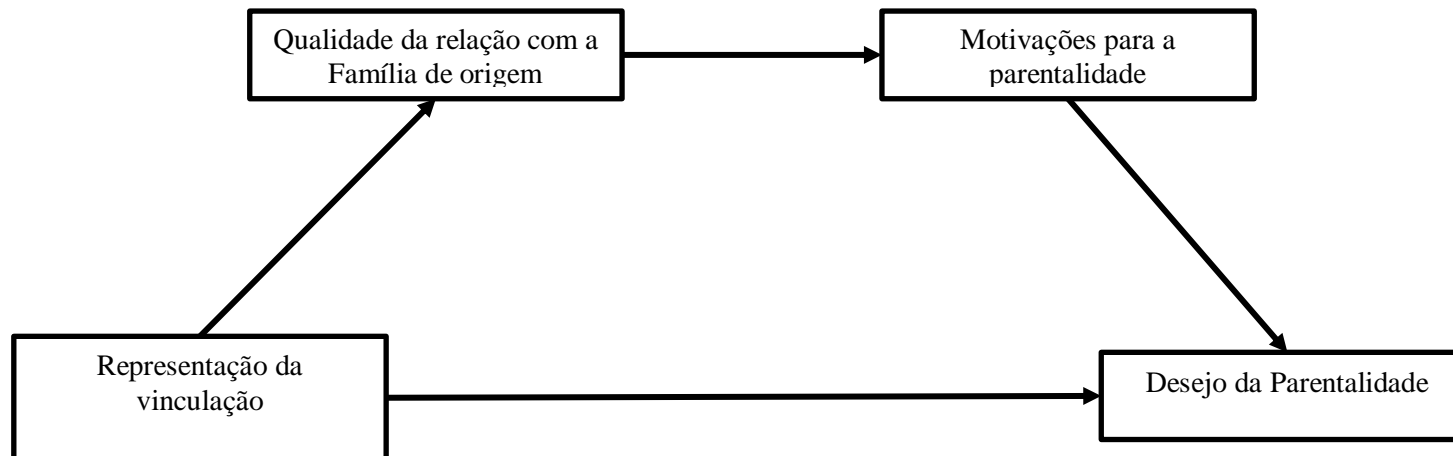 Qualidade da relação com a
Família de origem
Motivações para a
parentalidade
Representação da
vinculação
Desejo da Parentalidade